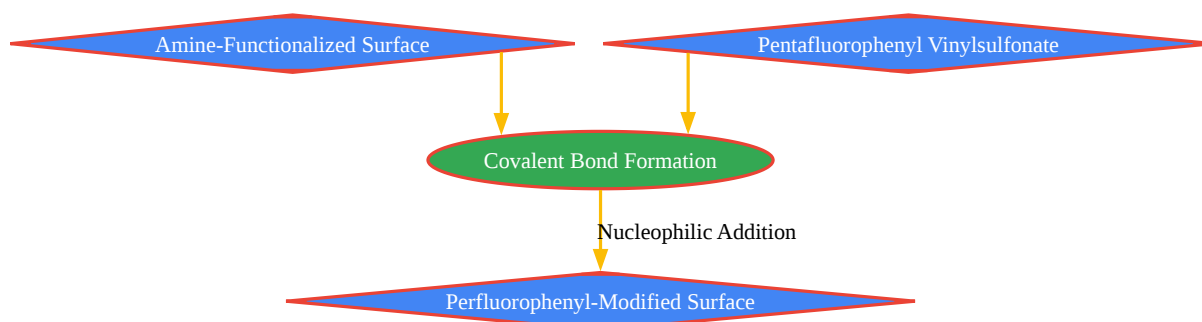 Amine-Functionalized Surface
Pentafluorophenyl Vinylsulfonate
Covalent Bond Formation
Nucleophilic Addition
Perfluorophenyl-Modified Surface